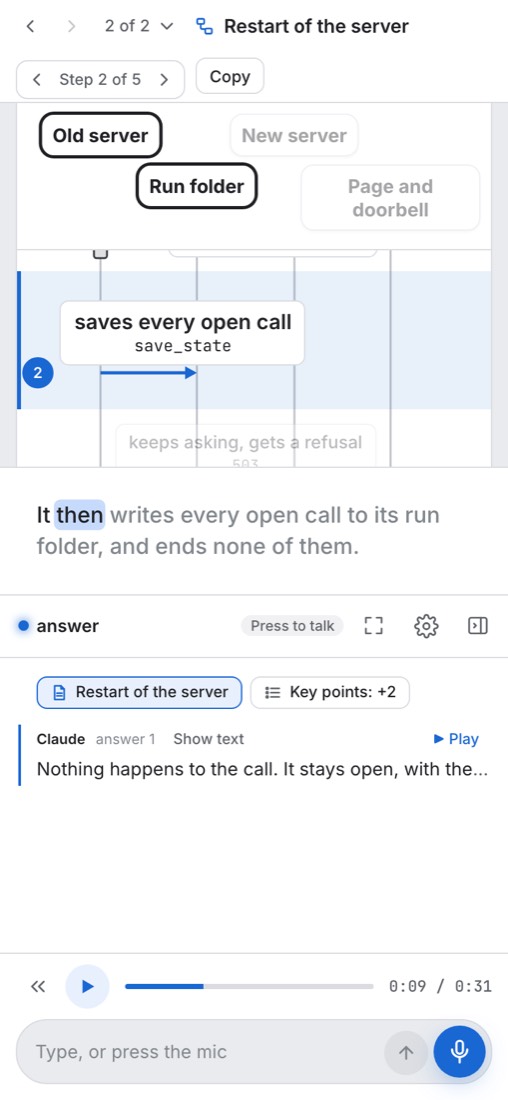 2 of 2
Restart of the server
Step 2 of 5
Copy
Old server
New server
Run folder
Page and
doorbell
saves every open call
save_state
2
keeps asking, gets a refusal
503
It then writes every open call to its run
folder, and ends none of them.
answer
Press to talk
Restart of the server
Key points: +2
Claude answer 1 Show text
Play
Nothing happens to the call. It stays open, with the...
0:09 / 0:31
Type, or press the mic